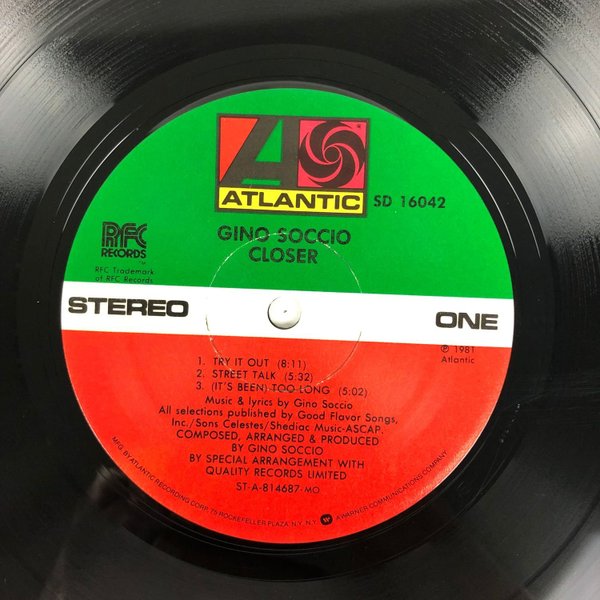 ATLANTIC
SD 16042
GINO SOCCIO
CLOSER
RFC
RECORDS
RFC Trademark
of RFC Records
STEREO
ONE
℗ 1981
Atlantic
1. TRY IT OUT (8:11)
2. STREET TALK (5:32)
3. (IT'S BEEN) TOO LONG (5:02)
Music & lyrics by Gino Soccio
All selections published by Good Flavor Songs,
Inc./Sons Celestes/Shediac Music-ASCAP.
COMPOSED, ARRANGED & PRODUCED
BY GINO SOCCIO
BY SPECIAL ARRANGEMENT WITH
QUALITY RECORDS LIMITED
ST-A-814687-MO
MFG. BY ATLANTIC RECORDING CORP. 75 ROCKEFELLER PLAZA, N.Y. N.Y. A WARNER COMMUNICATIONS COMPANY